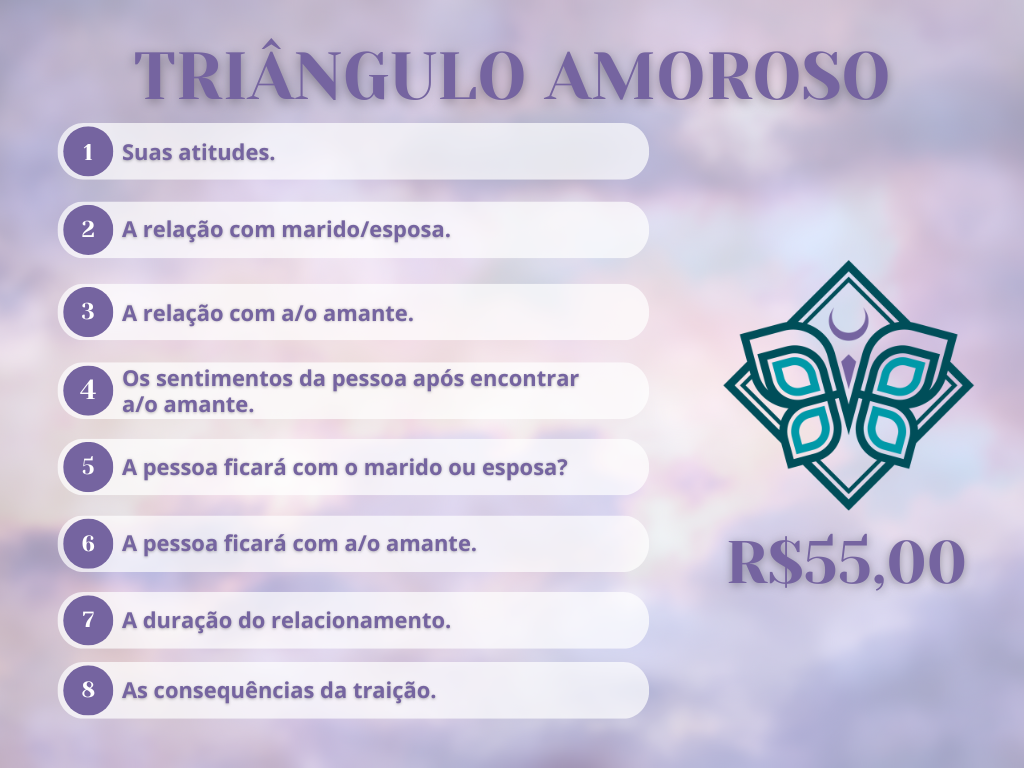 TRIÂNGULO AMOROSO
1 Suas atitudes.
2 A relação com marido/esposa.
3 A relação com a/o amante.
4 Os sentimentos da pessoa após encontrar
a/o amante.
5 A pessoa ficará com o marido ou esposa?
6 A pessoa ficará com a/o amante.
7 A duração do relacionamento.
8 As consequências da traição.
R$55,00